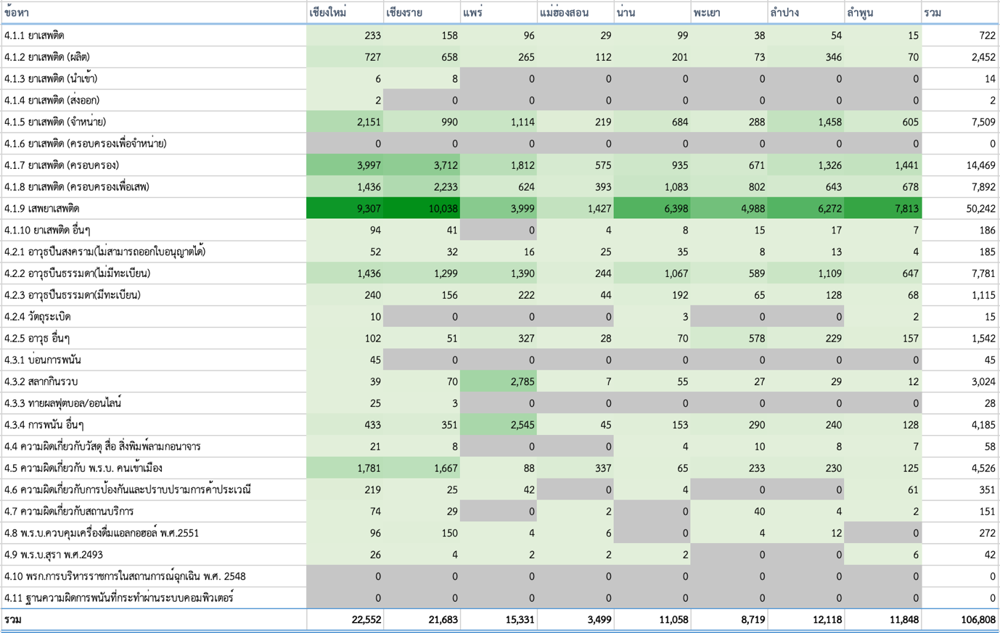 ข้อหา เชียงใหม่ เชียงราย แพร่ แม่ฮ่องสอน น่าน พะเยา ลำปาง ลำพูน รวม
4.1.1 ยาเสพติด 233 158 96 29 99 38 54 15 722
4.1.2 ยาเสพติด (ผลิต) 727 658 265 112 201 73 346 70 2,452
4.1.3 ยาเสพติด (นำเข้า) 6 8 0 0 0 0 0 0 14
4.1.4 ยาเสพติด (ส่งออก) 2 0 0 0 0 0 0 0 2
4.1.5 ยาเสพติด (จำหน่าย) 2,151 990 1,114 219 684 288 1,458 605 7,509
4.1.6 ยาเสพติด (ครอบครองเพื่อจำหน่าย) 0 0 0 0 0 0 0 0 0
4.1.7 ยาเสพติด (ครอบครอง) 3,997 3,712 1,812 575 935 671 1,326 1,441 14,469
4.1.8 ยาเสพติด (ครอบครองเพื่อเสพ) 1,436 2,233 624 393 1,083 802 643 678 7,892
4.1.9 เสพยาเสพติด 9,307 10,038 3,999 1,427 6,398 4,988 6,272 7,813 50,242
4.1.10 ยาเสพติด อื่นๆ 94 41 0 4 8 15 17 7 186
4.2.1 อาวุธปืนสงคราม(ไม่สามารถออกใบอนุญาตได้) 52 32 16 25 35 8 13 4 185
4.2.2 อาวุธปืนธรรมดา(ไม่มีทะเบียน) 1,436 1,299 1,390 244 1,067 589 1,109 647 7,781
4.2.3 อาวุธปืนธรรมดา(มีทะเบียน) 240 156 222 44 192 65 128 68 1,115
4.2.4 วัตถุระเบิด 10 0 0 0 3 0 0 2 15
4.2.5 อาวุธ อื่นๆ 102 51 327 28 70 578 229 157 1,542
4.3.1 บ่อนการพนัน 45 0 0 0 0 0 0 0 45
4.3.2 สลากกินรวบ 39 70 2,785 7 55 27 29 12 3,024
4.3.3 ทายผลฟุตบอล/ออนไลน์ 25 3 0 0 0 0 0 0 28
4.3.4 การพนัน อื่นๆ 433 351 2,545 45 153 290 240 128 4,185
4.4 ความผิดเกี่ยวกับวัสดุ สื่อ สิ่งพิมพ์ลามกอนาจาร 21 8 0 0 4 10 8 7 58
4.5 ความผิดเกี่ยวกับ พ.ร.บ. คนเข้าเมือง 1,781 1,667 88 337 65 233 230 125 4,526
4.6 ความผิดเกี่ยวกับการป้องกันและปราบปรามการค้าประเวณี 219 25 42 0 4 0 0 61 351
4.7 ความผิดเกี่ยวกับสถานบริการ 74 29 0 2 0 40 4 2 151
4.8 พ.ร.บ.ควบคุมเครื่องดื่มแอลกอฮอล์ พ.ศ.2551 96 150 4 6 0 4 12 0 272
4.9 พ.ร.บ.สุรา พ.ศ.2493 26 4 2 2 2 0 0 6 42
4.10 พรก.การบริหารราชการในสถานการณ์ฉุกเฉิน พ.ศ. 2548 0 0 0 0 0 0 0 0 0
4.11 ฐานความผิดการพนันที่กระทำผ่านระบบคอมพิวเตอร์ 0 0 0 0 0 0 0 0 0
รวม 22,552 21,683 15,331 3,499 11,058 8,719 12,118 11,848 106,808